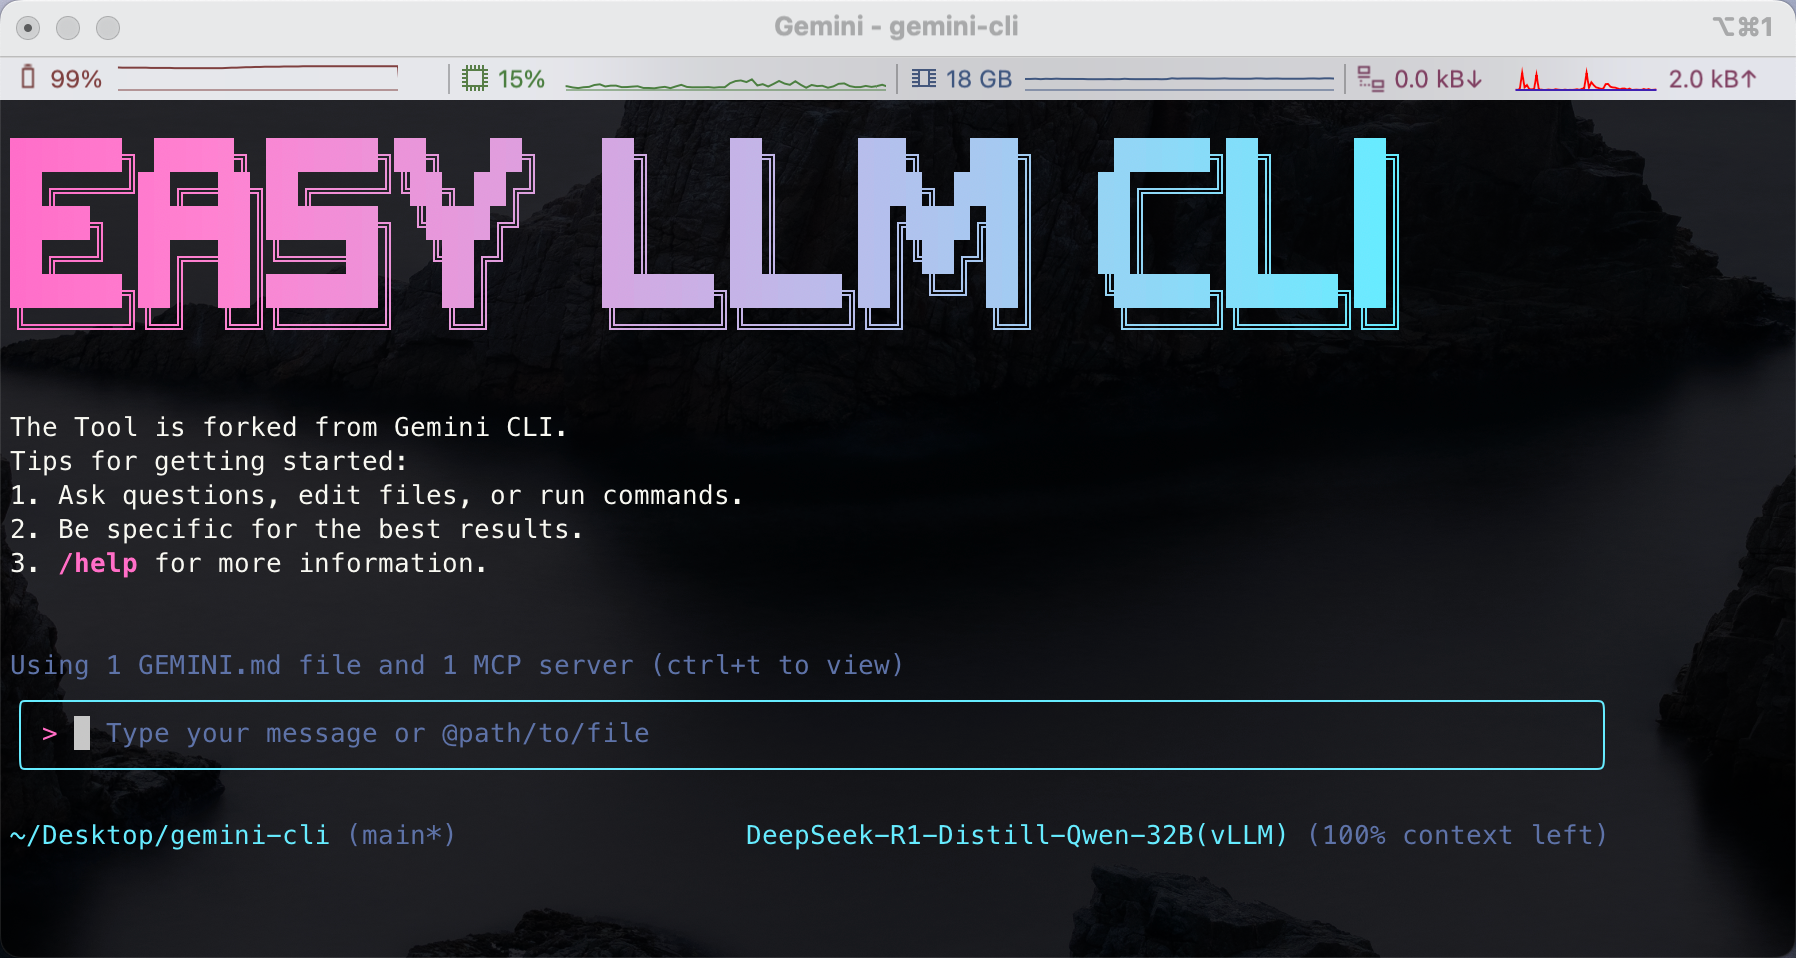 Gemini - gemini-cli
⌥⌘1
99% 15% 18 GB 0.0 kB↓ 2.0 kB↑
EASY LLM CLI
The Tool is forked from Gemini CLI.
Tips for getting started:
1. Ask questions, edit files, or run commands.
2. Be specific for the best results.
3. /help for more information.
Using 1 GEMINI.md file and 1 MCP server (ctrl+t to view)
> Type your message or @path/to/file
~/Desktop/gemini-cli (main*) DeepSeek-R1-Distill-Qwen-32B(vLLM) (100% context left)